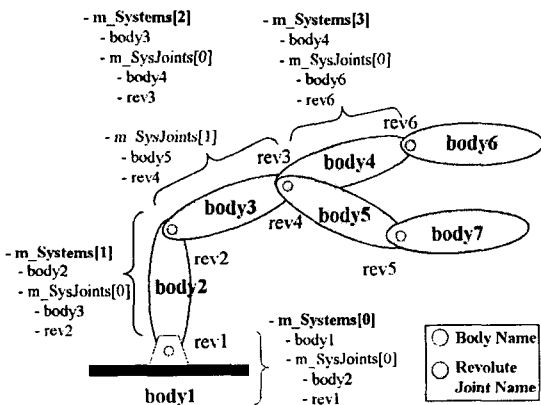 - m_Systems[2]
- body3
- m_SysJoints[0]
- body4
- rev3
- m_Systems[3]
- body4
- m_SysJoints[0]
- body6
- rev6
- m_SysJoints[1]
- body5
- rev4
rev3
rev6
body4
body6
body3
rev4
body5
body7
rev2
rev5
- m_Systems[1]
- body2
- m_SysJoints[0]
- body3
- rev2
body2
rev1
body1
- m_Systems[0]
- body1
- m_SysJoints[0]
- body2
- rev1
Body Name
Revolute
Joint Name